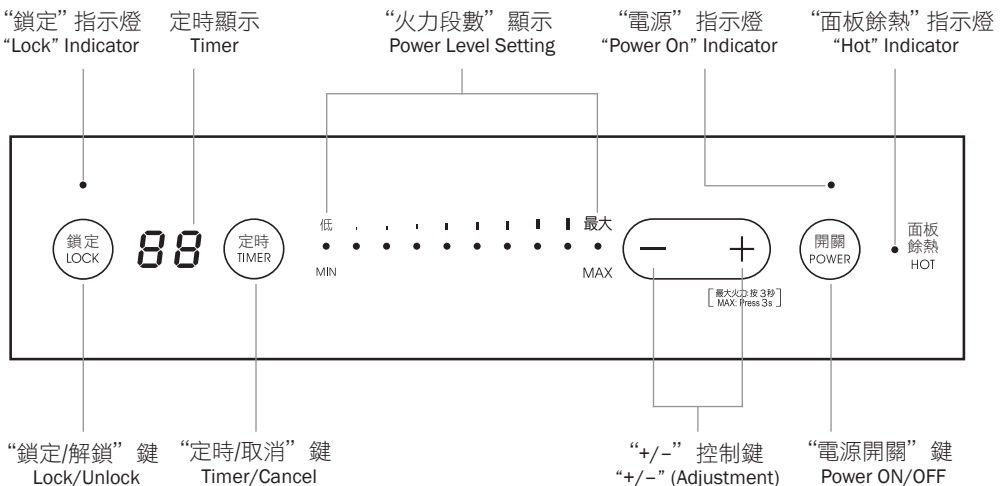 “鎖定” 指示燈
“Lock” Indicator
定時顯示
Timer
“火力段數” 顯示
Power Level Setting
“電源” 指示燈
“Power On” Indicator
“面板餘熱” 指示燈
“Hot” Indicator
鎖定
LOCK
88
定時
TIMER
低
最大
MIN
MAX
− +
[最大火力: 按 3秒
MAX: Press 3s]
開關
POWER
面板
餘熱
HOT
“鎖定/解鎖” 鍵
Lock/Unlock
“定時/取消” 鍵
Timer/Cancel
“+/−” 控制鍵
“+/−” (Adjustment)
“電源開關” 鍵
Power ON/OFF